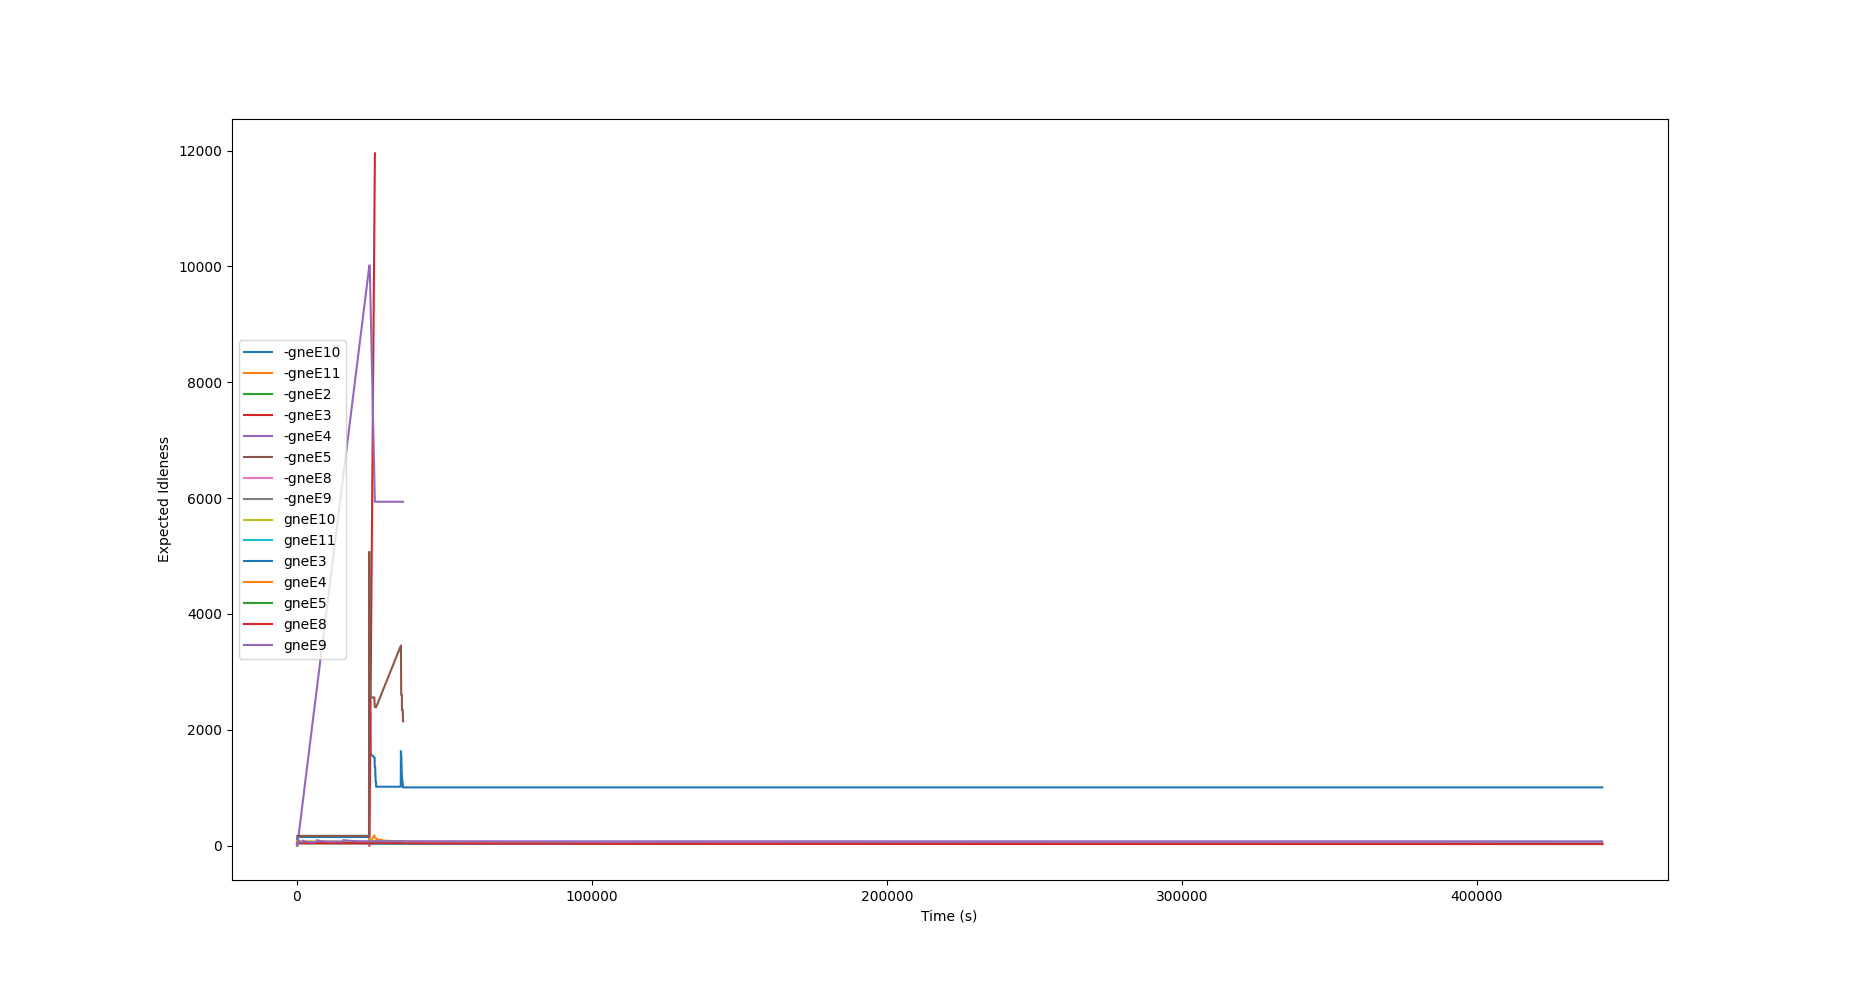 12000
10000
8000
6000
4000
2000
0
Expected Idleness
-gneE10
-gneE11
-gneE2
-gneE3
-gneE4
-gneE5
-gneE8
-gneE9
gneE10
gneE11
gneE3
gneE4
gneE5
gneE8
gneE9
0 100000 200000 300000 400000
Time (s)